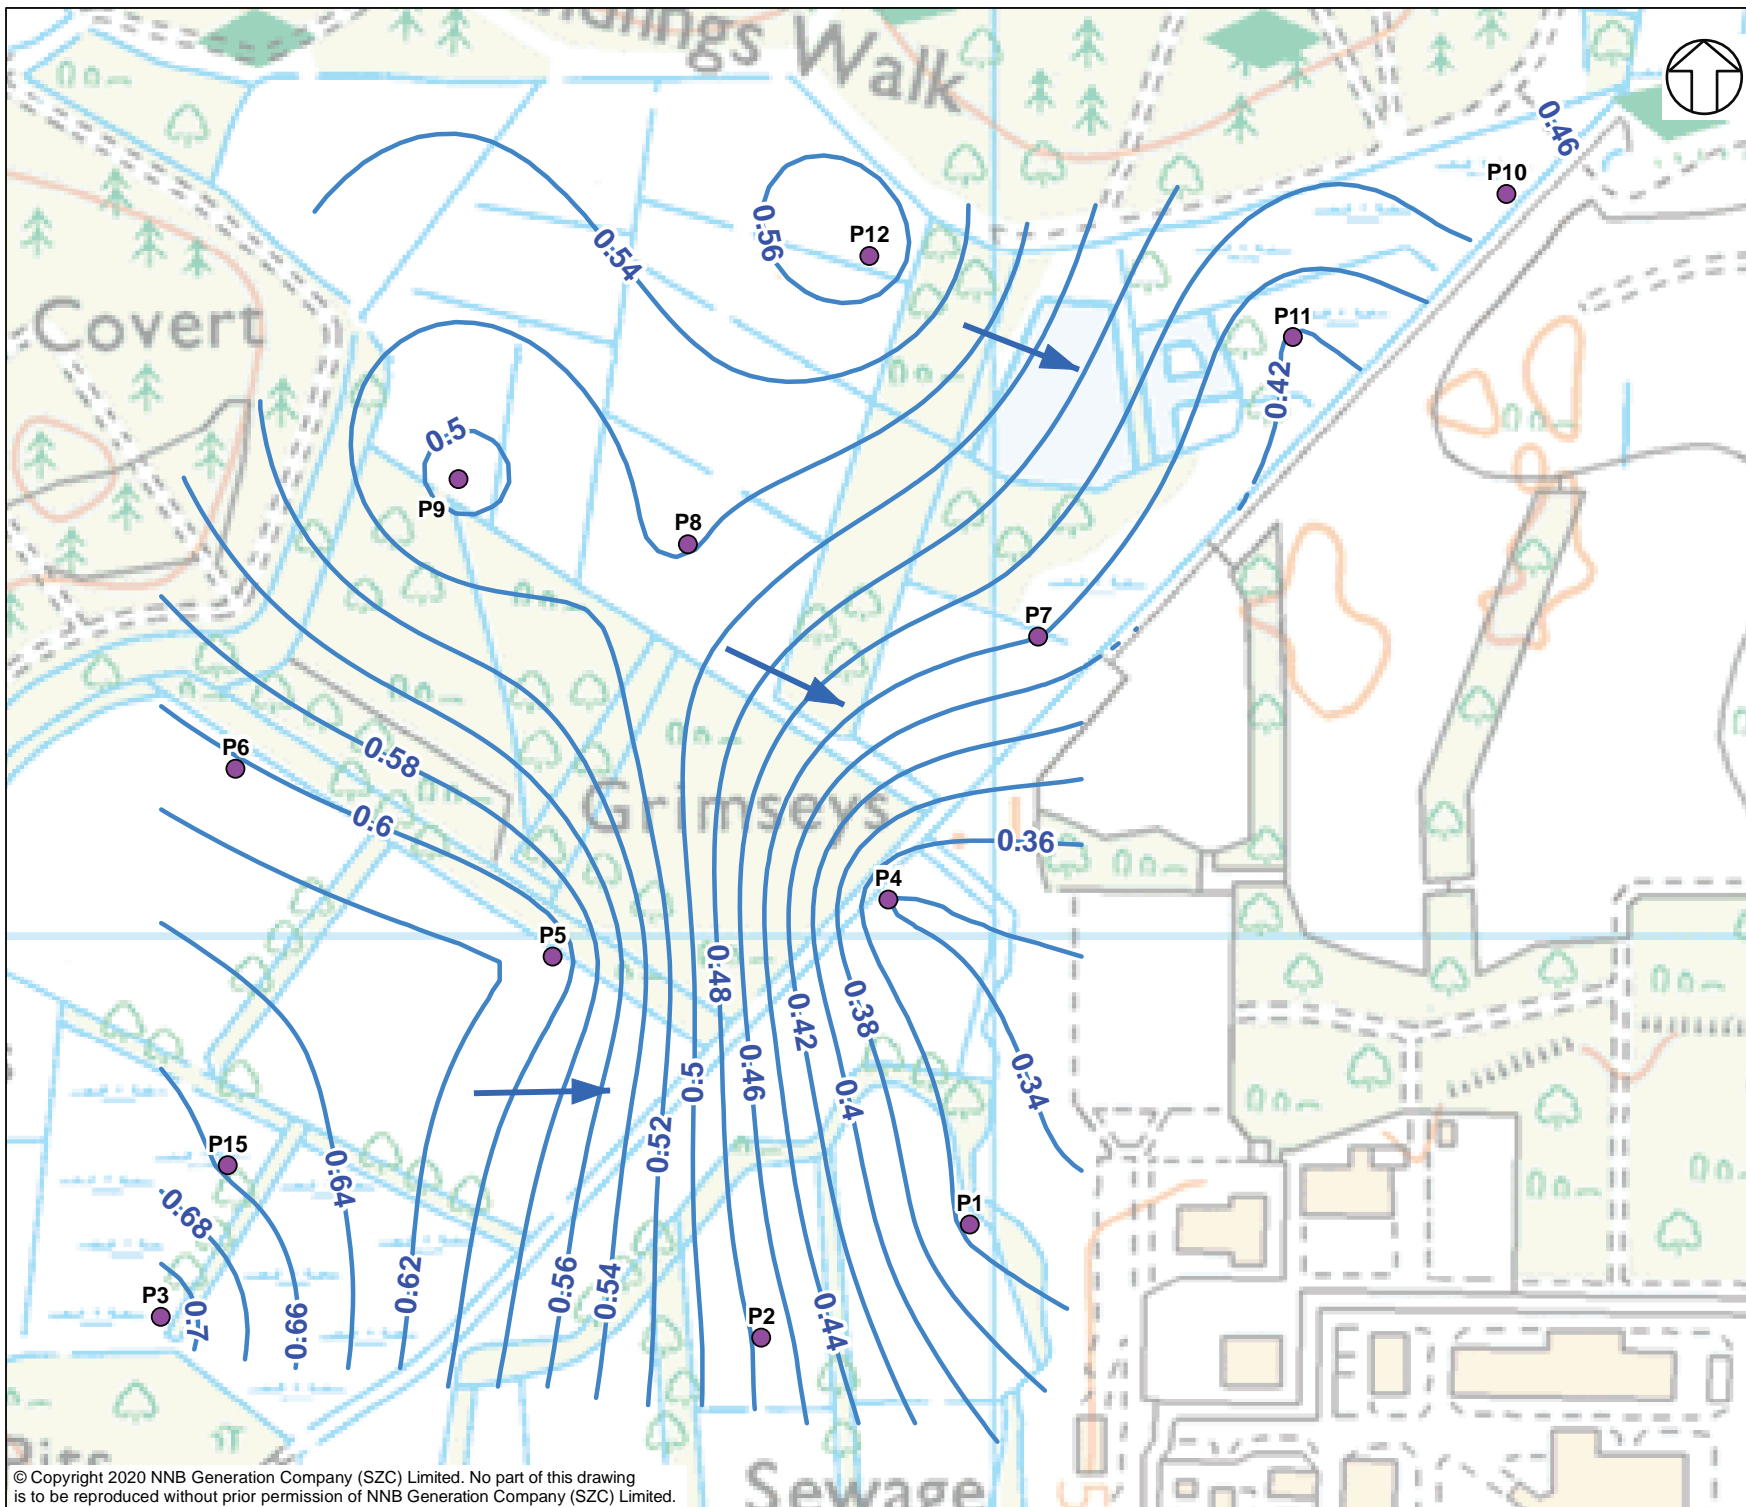 Walk
0.46
P10
P12
0.56
0.54
Covert
P11
0.42
0.5
P9
P8
P7
P6
0.58
0.6
Grimseys
0.36
P4
P5
0.48
0.38
0.42
0.5
0.46
0.4
0.34
0.52
P15
0.64
0.68
P1
0.62
0.56
0.54
P3
0.7
0.66
P2
0.44
Sewage
© Copyright 2020 NNB Generation Company (SZC) Limited. No part of this drawing
is to be reproduced without prior permission of NNB Generation Company (SZC) Limited.